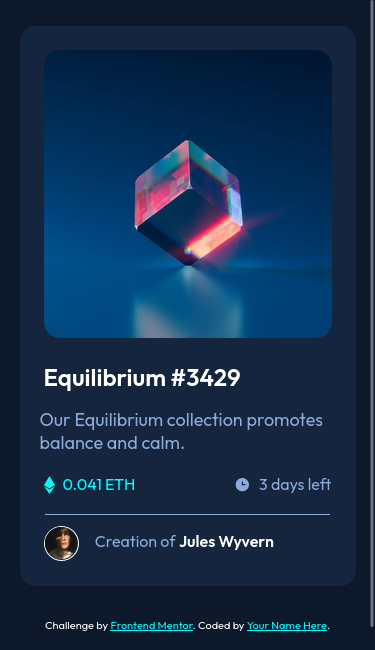 Equilibrium #3429
Our Equilibrium collection promotes
balance and calm.
0.041 ETH 3 days left
Creation of Jules Wyvern
Challenge by Frontend Mentor. Coded by Your Name Here.